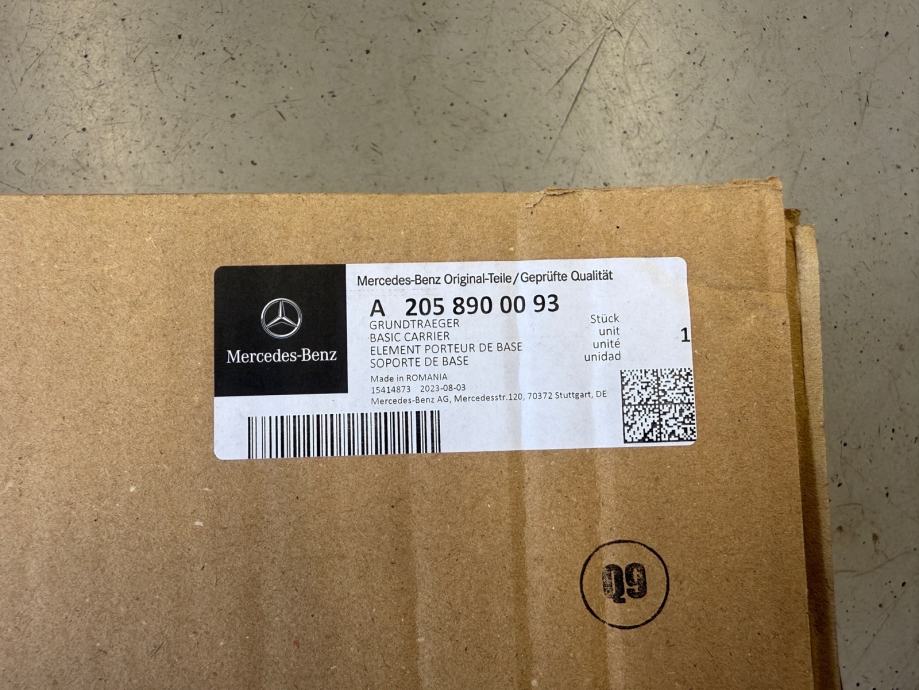 Mercedes-Benz Original-Teile/Geprüfte Qualität
A 205 890 00 93
GRUNDTRAEGER
BASIC CARRIER
ELEMENT PORTEUR DE BASE
SOPORTE DE BASE
Stück
unit
unité
unidad
1
Mercedes-Benz
Made in ROMANIA
15414873 2023-08-03
Mercedes-Benz AG, Mercedesstr.120, 70372 Stuttgart, DE
Q9